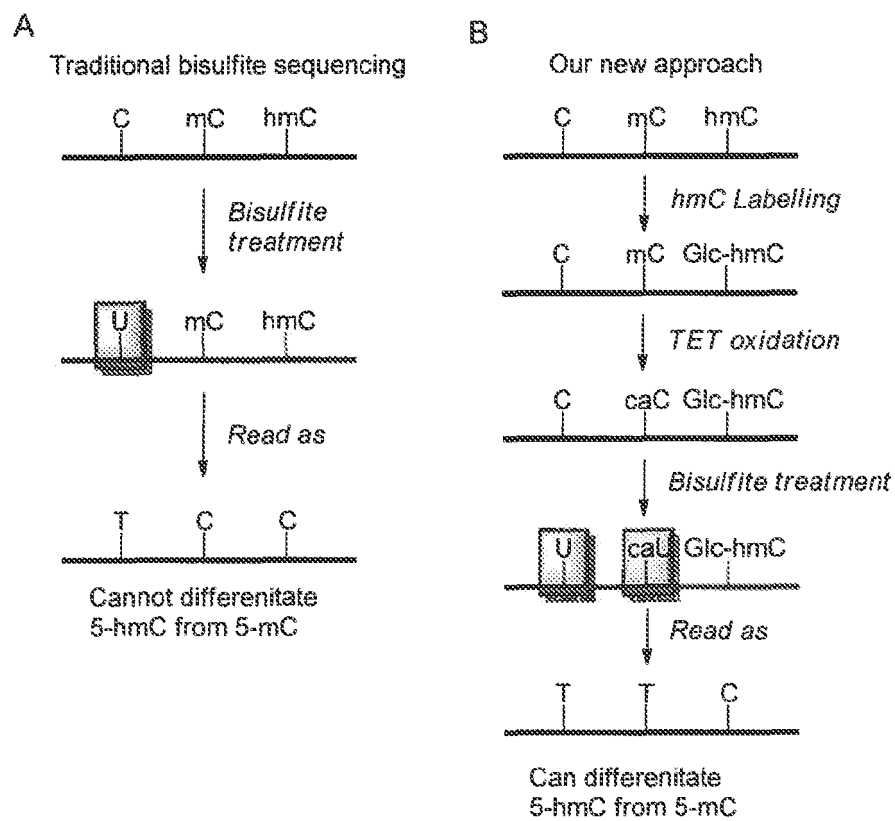 A
Traditional bisulfite sequencing
C mC hmC
Bisulfite
treatment
U mC hmC
Read as
T C C
Cannot differenitate
5-hmC from 5-mC
B
Our new approach
C mC hmC
hmC Labelling
C mC Glc-hmC
TET oxidation
C caC Glc-hmC
Bisulfite treatment
U caU Glc-hmC
Read as
T T C
Can differenitate
5-hmC from 5-mC